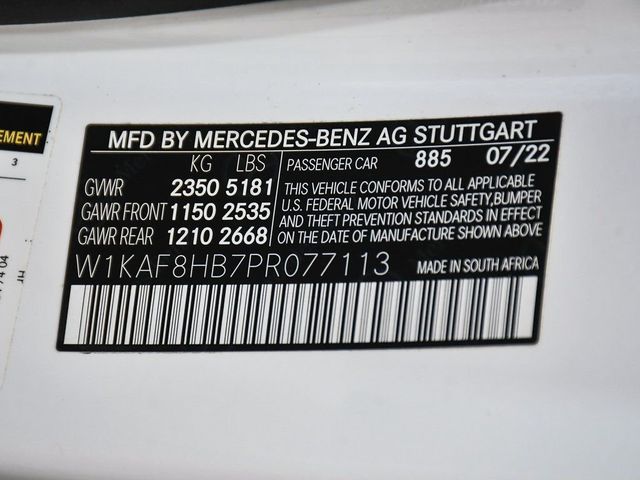 EMENT
3
MFD BY MERCEDES-BENZ AG STUTTGART
KG LBS PASSENGER CAR 885 07/22
GVWR 2350 5181
GAWR FRONT 1150 2535
GAWR REAR 1210 2668
THIS VEHICLE CONFORMS TO ALL APPLICABLE
U.S. FEDERAL MOTOR VEHICLE SAFETY,BUMPER
AND THEFT PREVENTION STANDARDS IN EFFECT
ON THE DATE OF MANUFACTURE SHOWN ABOVE
W1KAF8HB7PR077113 MADE IN SOUTH AFRICA
JH